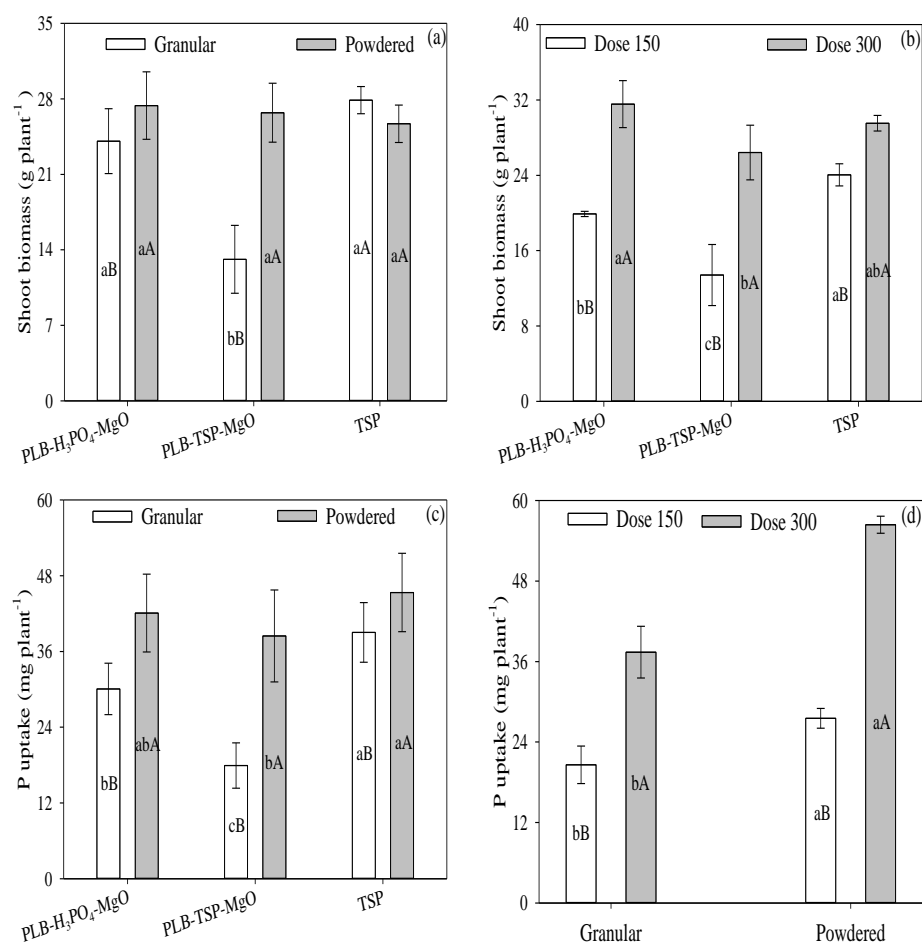 Granular Powdered (a)
Shoot biomass (g plant⁻¹)
35
28
21
14
7
0
aB aA bB aA aA aA
PLB-H₃PO₄-MgO PLB-TSP-MgO TSP
Dose 150 Dose 300 (b)
Shoot biomass (g plant⁻¹)
40
32
24
16
8
0
bB aA cB bA aB abA
PLB-H₃PO₄-MgO PLB-TSP-MgO TSP
Granular Powdered (c)
P uptake (mg plant⁻¹)
60
48
36
24
12
0
bB abA cB bA aB aA
PLB-H₃PO₄-MgO PLB-TSP-MgO TSP
Dose 150 Dose 300 (d)
P uptake (mg plant⁻¹)
60
48
36
24
12
0
bB bA aB aA
Granular Powdered